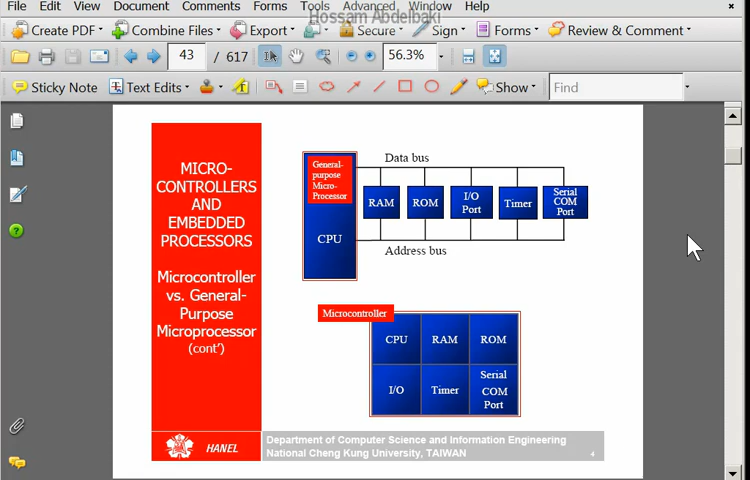 File Edit View Document Comments Forms Tools Advanced Window Help
Hossam Abdelbaki
Create PDF Combine Files Export Secure Sign Forms Review & Comment
43 / 617 56.3%
Sticky Note Text Edits Show Find
MICRO-
CONTROLLERS
AND
EMBEDDED
PROCESSORS
Microcontroller
vs. General-
Purpose
Microprocessor
(cont')
General-
purpose
Micro-
Processor
CPU
Data bus
RAM
ROM
I/O
Port
Timer
Serial
COM
Port
Address bus
Microcontroller
CPU RAM ROM
I/O Timer Serial
COM
Port
HANEL
Department of Computer Science and Information Engineering
National Cheng Kung University, TAIWAN
4